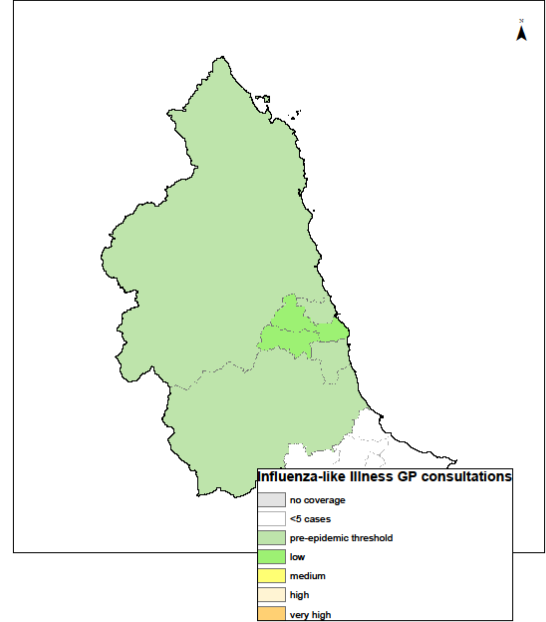 N
Influenza-like Illness GP consultations
no coverage
<5 cases
pre-epidemic threshold
low
medium
high
very high